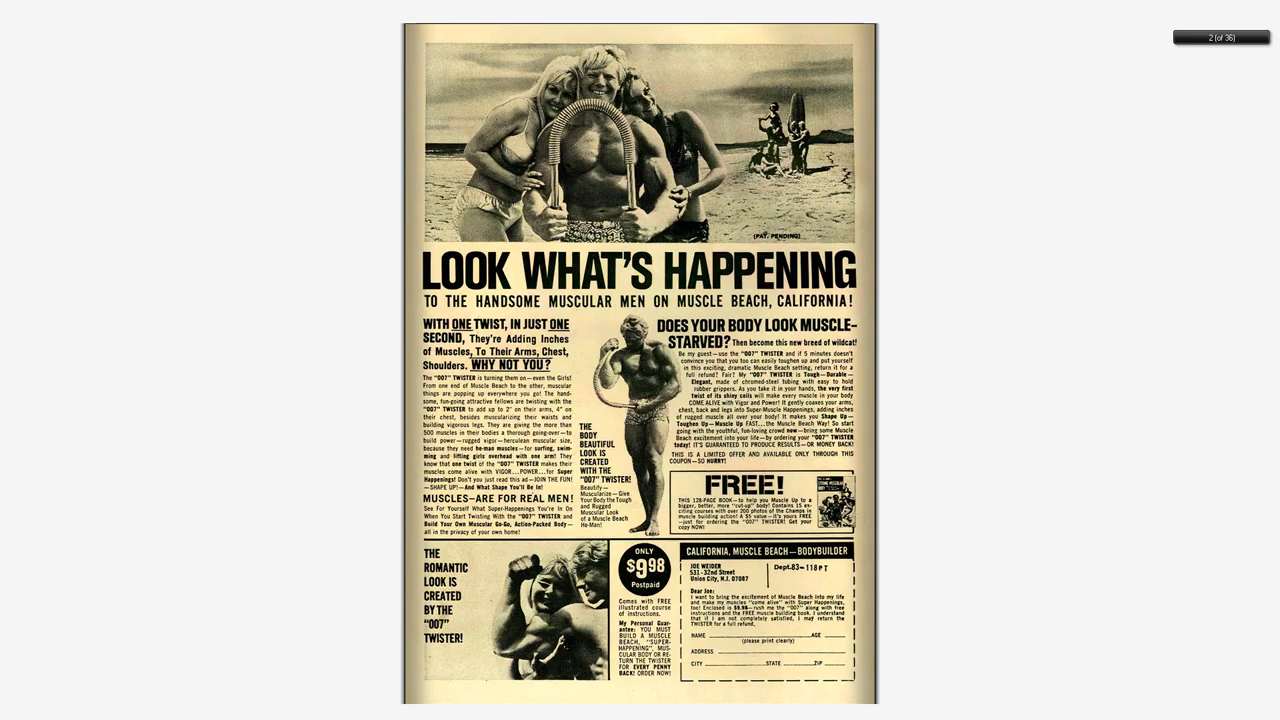 2 (of 36)
(PAT. PENDING)
LOOK WHAT'S HAPPENING
TO THE HANDSOME MUSCULAR MEN ON MUSCLE BEACH, CALIFORNIA!
WITH ONE TWIST, IN JUST ONE
SECOND, They're Adding Inches
of Muscles, To Their Arms, Chest,
Shoulders. WHY NOT YOU?
The "007" TWISTER is turning them on—even the Girls!
From one end of Muscle Beach to the other, muscular
things are popping up everywhere you go! The hand-
some, fun-going attractive fellows are twisting with the
"007" TWISTER to add up to 2" on their arms, 4" on
their chest, besides muscularizing their waists and
building vigorous legs. They are giving the more than
500 muscles in their bodies a thorough going-over—to
build power—rugged vigor—herculean muscular size,
because they need he-man muscles—for surfing, swim-
ming and lifting girls overhead with one arm! They
know that one twist of the "007" TWISTER makes their
muscles come alive with VIGOR...POWER...for Super
Happenings! Don't you just read this ad—JOIN THE FUN!
—SHAPE UP!—And What Shape You'll Be In!
MUSCLES—ARE FOR REAL MEN!
See For Yourself What Super-Happenings You're In On
When You Start Twisting With the "007" TWISTER and
Build Your Own Muscular Go-Go, Action-Packed Body—
all in the privacy of your own home!
THE
BODY
BEAUTIFUL
LOOK IS
CREATED
WITH THE
"007" TWISTER!
Beautify—
Muscularize—Give
Your Body the Tough
and Rugged
Muscular Look
of a Muscle Beach
He-Man!
DOES YOUR BODY LOOK MUSCLE-
STARVED? Then become this new breed of wildcat!
Be my guest—use the "007" TWISTER and if 5 minutes doesn't
convince you that you too can easily toughen up and put yourself
in this exciting, dramatic Muscle Beach setting, return it for a
full refund! Fair? My "007" TWISTER is Tough—Durable—
Elegant, made of chromed-steel tubing with easy to hold
rubber grippers. As you take it in your hands, the very first
twist of its shiny coils will make every muscle in your body
COME ALIVE with Vigor and Power! It gently coaxes your arms,
chest, back and legs into Super-Muscle Happenings, adding inches
of rugged muscle all over your body! It makes you Shape Up—
Toughen Up—Muscle Up FAST...the Muscle Beach Way! So start
going with the youthful, fun-loving crowd now—bring some Muscle
Beach excitement into your life—by ordering your "007" TWISTER
today! IT'S GUARANTEED TO PRODUCE RESULTS—OR MONEY BACK!
THIS IS A LIMITED OFFER AND AVAILABLE ONLY THROUGH THIS
COUPON—SO HURRY!
FREE!
THIS 128-PAGE BOOK—to help you Muscle Up to a
bigger, better, more "cut-up" body! Contains 15 ex-
citing courses with over 200 photos of the Champs in
muscle building action! A $5 value—it's yours FREE
—just for ordering the "007" TWISTER! Get your
copy NOW!
THE
ROMANTIC
LOOK IS
CREATED
BY THE
"007"
TWISTER!
ONLY
$9.98
Postpaid
Comes with FREE
illustrated course
of instructions.
My Personal Guar-
antee: YOU MUST
BUILD A MUSCLE
BEACH, "SUPER-
HAPPENING", MUS-
CULAR BODY OR RE-
TURN THE TWISTER
FOR EVERY PENNY
BACK! ORDER NOW!
CALIFORNIA, MUSCLE BEACH—BODYBUILDER
JOE WEIDER
531-32nd Street
Union City, N.J. 07087
Dept.83-118PT
Dear Joe:
I want to bring the excitement of Muscle Beach into my life
and make my muscles "come alive" with Super Happenings,
too! Enclosed is $9.98—rush me the "007" along with free
instructions and the FREE muscle building book. I understand
that if I am not completely satisfied, I may return the
TWISTER for a full refund.
NAME AGE
(please print clearly)
ADDRESS
CITY STATE ZIP